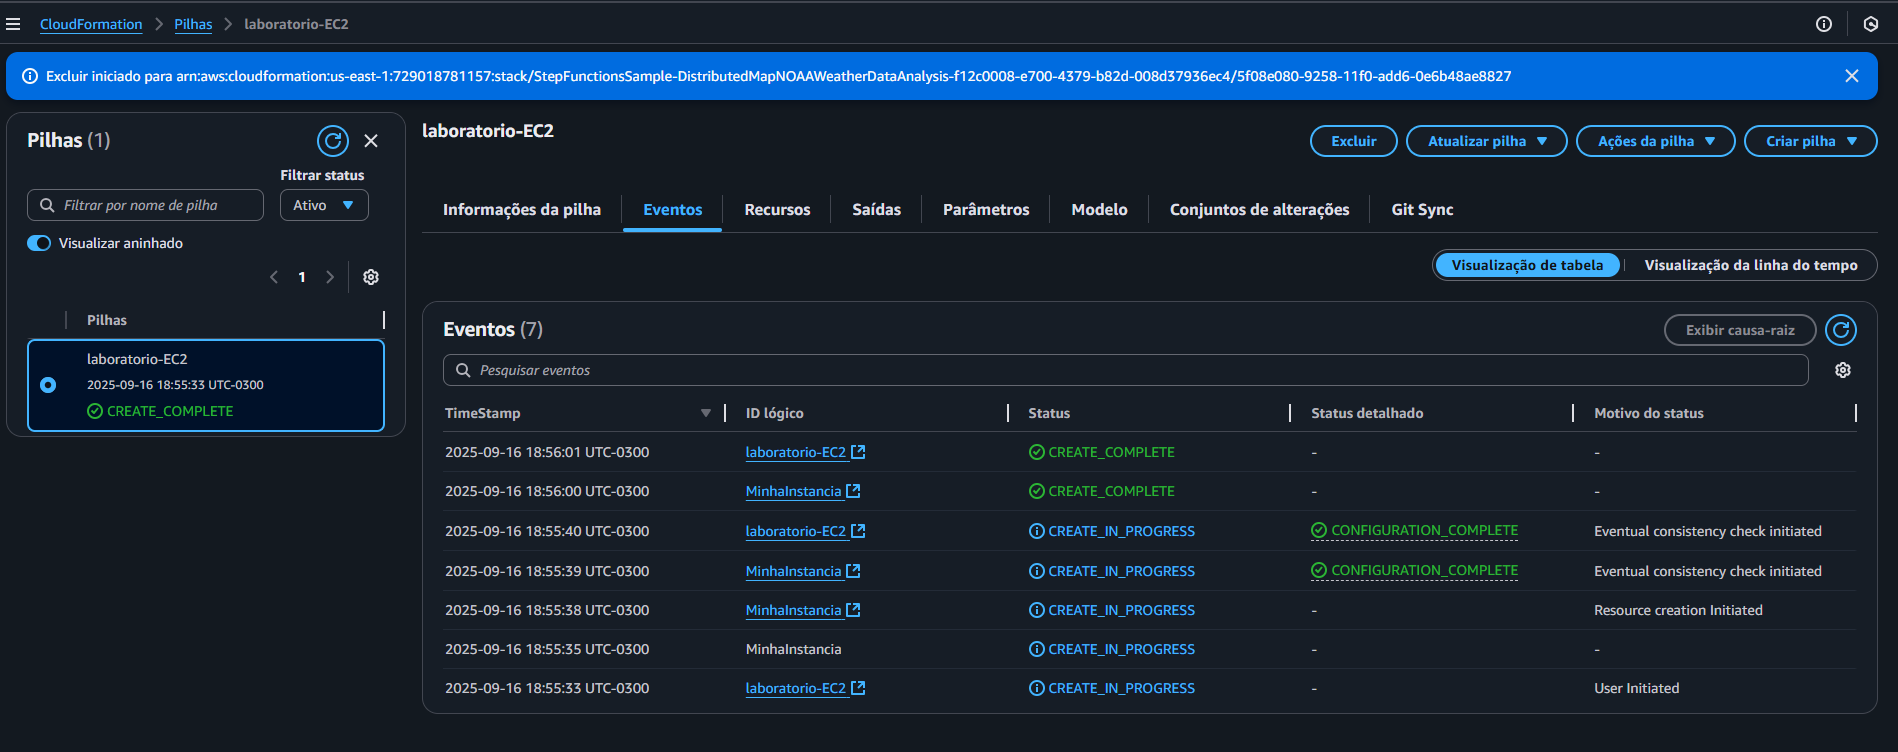 CloudFormation > Pilhas > laboratorio-EC2
Excluir iniciado para arn:aws:cloudformation:us-east-1:729018781157:stack/StepFunctionsSample-DistributedMapNOAAWeatherDataAnalysis-f12c0008-e700-4379-b82d-008d37936ec4/5f08e080-9258-11f0-add6-0e6b48ae8827
Pilhas (1)
Filtrar status
Filtrar por nome de pilha
Ativo
Visualizar aninhado
1
Pilhas
laboratorio-EC2
2025-09-16 18:55:33 UTC-0300
CREATE_COMPLETE
laboratorio-EC2
Excluir Atualizar pilha Ações da pilha Criar pilha
Informações da pilha Eventos Recursos Saídas Parâmetros Modelo Conjuntos de alterações Git Sync
Visualização de tabela Visualização da linha do tempo
Eventos (7)
Exibir causa-raiz
Pesquisar eventos
TimeStamp ID lógico Status Status detalhado Motivo do status
2025-09-16 18:56:01 UTC-0300 laboratorio-EC2 CREATE_COMPLETE - -
2025-09-16 18:56:00 UTC-0300 MinhaInstancia CREATE_COMPLETE - -
2025-09-16 18:55:40 UTC-0300 laboratorio-EC2 CREATE_IN_PROGRESS CONFIGURATION_COMPLETE Eventual consistency check initiated
2025-09-16 18:55:39 UTC-0300 MinhaInstancia CREATE_IN_PROGRESS CONFIGURATION_COMPLETE Eventual consistency check initiated
2025-09-16 18:55:38 UTC-0300 MinhaInstancia CREATE_IN_PROGRESS - Resource creation Initiated
2025-09-16 18:55:35 UTC-0300 MinhaInstancia CREATE_IN_PROGRESS - -
2025-09-16 18:55:33 UTC-0300 laboratorio-EC2 CREATE_IN_PROGRESS - User Initiated